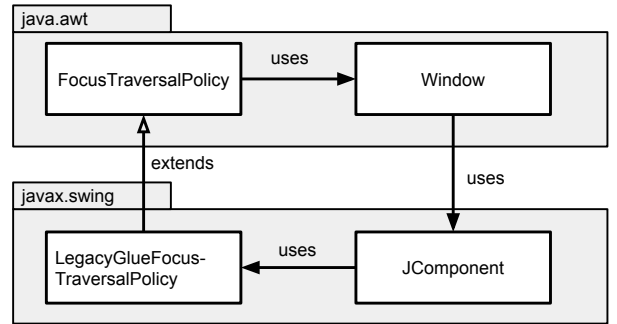 java.awt
FocusTraversalPolicy
uses
Window
extends
uses
javax.swing
LegacyGlueFocus-
TraversalPolicy
uses
JComponent